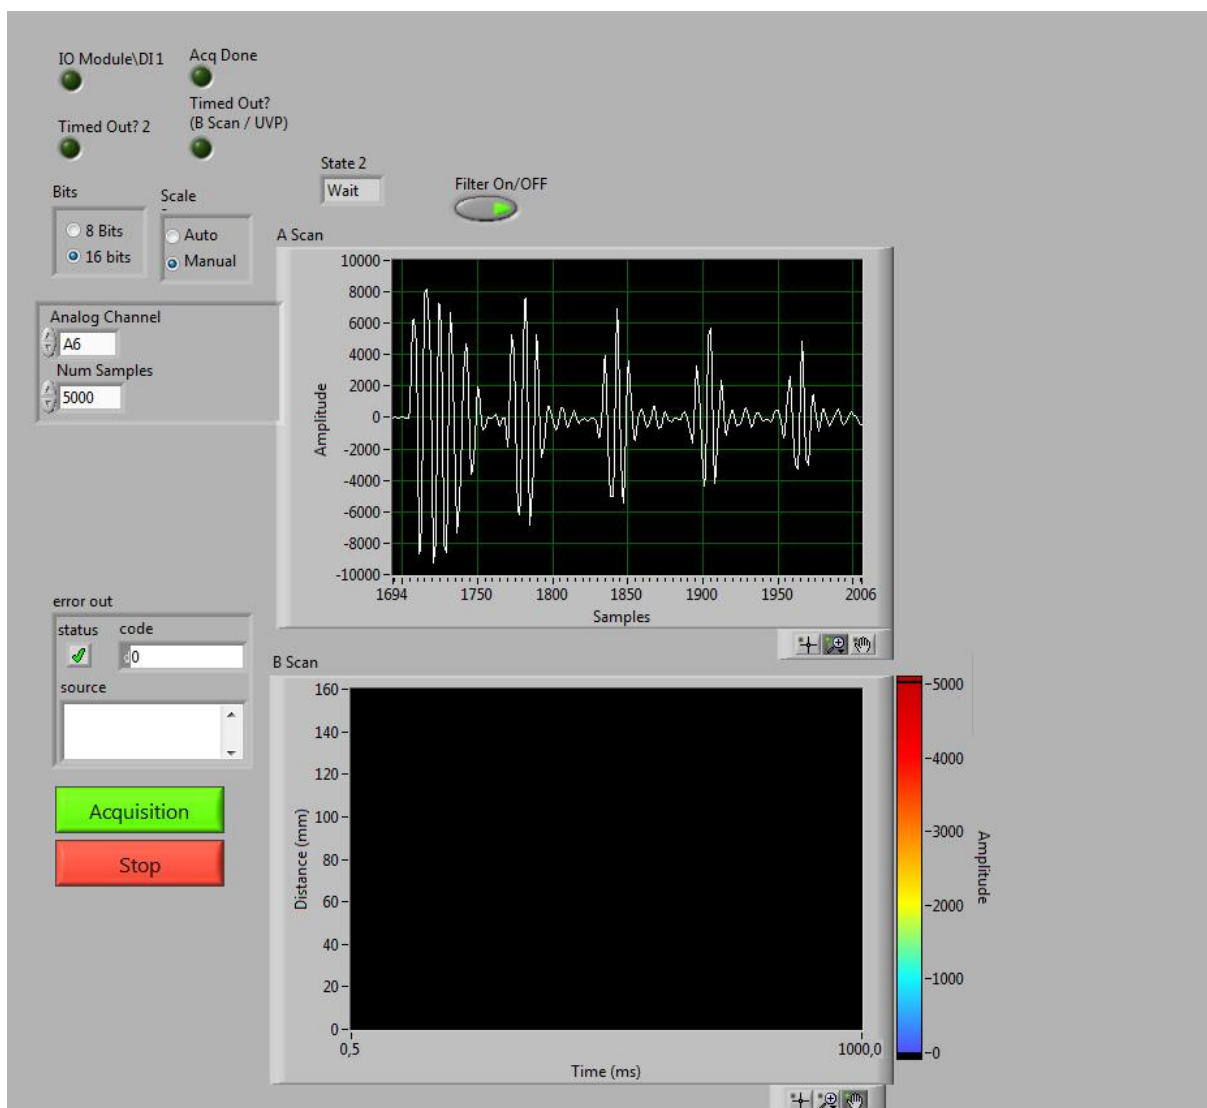 IO Module\DI1
Acq Done
Timed Out? 2
Timed Out?
(B Scan / UVP)
State 2
Wait
Filter On/OFF
Bits
8 Bits
16 bits
Scale
Auto
Manual
Analog Channel
A6
Num Samples
5000
A Scan
10000
8000
6000
4000
2000
0
-2000
-4000
-6000
-8000
-10000
Amplitude
1694 1750 1800 1850 1900 1950 2006
Samples
error out
status code
0
source
Acquisition
Stop
B Scan
160
140
120
100
80
60
40
20
0
Distance (mm)
0,5 1000,0
Time (ms)
5000
4000
3000
2000
1000
0
Amplitude